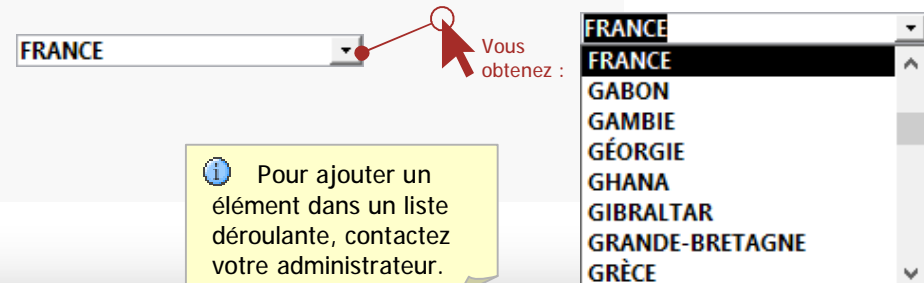 FRANCE
Vous
obtenez :
FRANCE
FRANCE
GABON
GAMBIE
GÉORGIE
GHANA
GIBRALTAR
GRANDE-BRETAGNE
GRÈCE
Pour ajouter un
élément dans un liste
déroulante, contactez
votre administrateur.